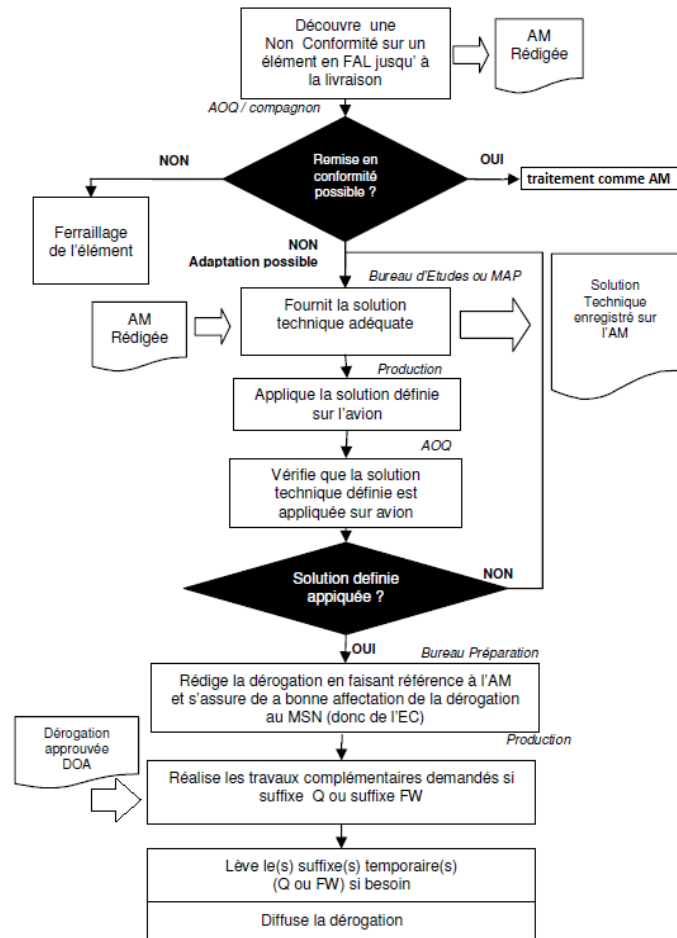 Découvre une
Non Conformité sur un
élément en FAL jusqu' à
la livraison
AM
Rédigée
AOQ / compagnon
NON
Remise en
conformité
possible ?
OUI
traitement comme AM
Ferraillage
de l'élément
NON
Adaptation possible
Bureau d'Etudes ou MAP
AM
Rédigée
Fournit la solution
technique adéquate
Solution
Technique
enregistré sur
l'AM
Production
Applique la solution définie
sur l'avion
AOQ
Vérifie que la solution
technique définie est
appliquée sur avion
Solution definie
appiquée ?
NON
OUI
Bureau Préparation
Rédige la dérogation en faisant référence à l'AM
et s'assure de a bonne affectation de la dérogation
au MSN (donc de l'EC)
Dérogation
approuvée
DOA
Production
Réalise les travaux complémentaires demandés si
suffixe Q ou suffixe FW
Lève le(s) suffixe(s) temporaire(s)
(Q ou FW) si besoin
Diffuse la dérogation